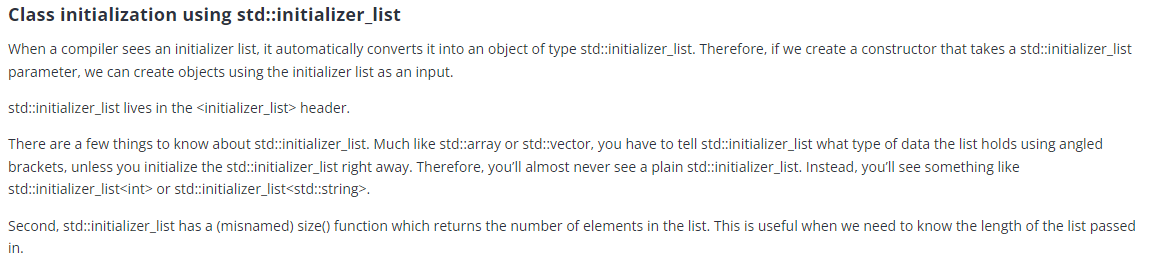 Class initialization using std::initializer_list
When a compiler sees an initializer list, it automatically converts it into an object of type std::initializer_list. Therefore, if we create a constructor that takes a std::initializer_list
parameter, we can create objects using the initializer list as an input.
std::initializer_list lives in the <initializer_list> header.
There are a few things to know about std::initializer_list. Much like std::array or std::vector, you have to tell std::initializer_list what type of data the list holds using angled
brackets, unless you initialize the std::initializer_list right away. Therefore, you’ll almost never see a plain std::initializer_list. Instead, you’ll see something like
std::initializer_list<int> or std::initializer_list<std::string>.
Second, std::initializer_list has a (misnamed) size() function which returns the number of elements in the list. This is useful when we need to know the length of the list passed
in.